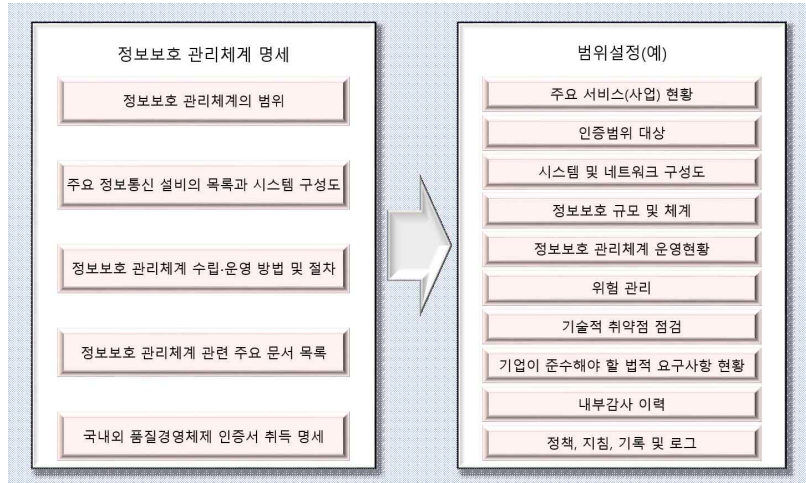 정보보호 관리체계 명세
정보보호 관리체계의 범위
주요 정보통신 설비의 목록과 시스템 구성도
정보보호 관리체계 수립·운영 방법 및 절차
정보보호 관리체계 관련 주요 문서 목록
국내외 품질경영체제 인증서 취득 명세
범위설정(예)
주요 서비스(사업) 현황
인증범위 대상
시스템 및 네트워크 구성도
정보보호 규모 및 체계
정보보호 관리체계 운영현황
위험 관리
기술적 취약점 점검
기업이 준수해야 할 법적 요구사항 현황
내부감사 이력
정책, 지침, 기록 및 로그